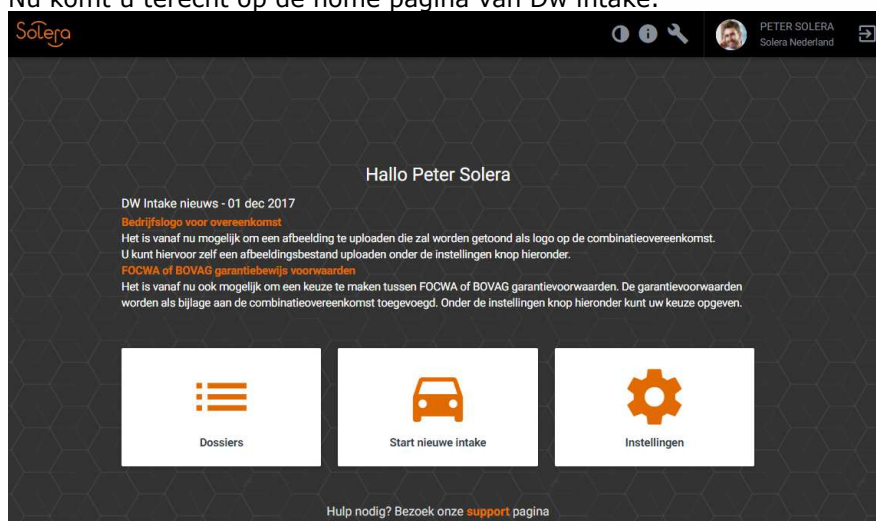 Nu komt u terecht op de home pagina van DW intake:
Solera
PETER SOLERA
Solera Nederland
Hallo Peter Solera
DW Intake nieuws - 01 dec 2017
Bedrijfslogo voor overeenkomst
Het is vanaf nu mogelijk om een afbeelding te uploaden die zal worden getoond als logo op de combinatieovereenkomst.
U kunt hiervoor zelf een afbeeldingsbestand uploaden onder de instellingen knop hieronder.
FOCWA of BOVAG garantiebewijs voorwaarden
Het is vanaf nu ook mogelijk om een keuze te maken tussen FOCWA of BOVAG garantievoorwaarden. De garantievoorwaarden
worden als bijlage aan de combinatieovereenkomst toegevoegd. Onder de instellingen knop hieronder kunt uw keuze opgeven.
Dossiers
Start nieuwe intake
Instellingen
Hulp nodig? Bezoek onze support pagina